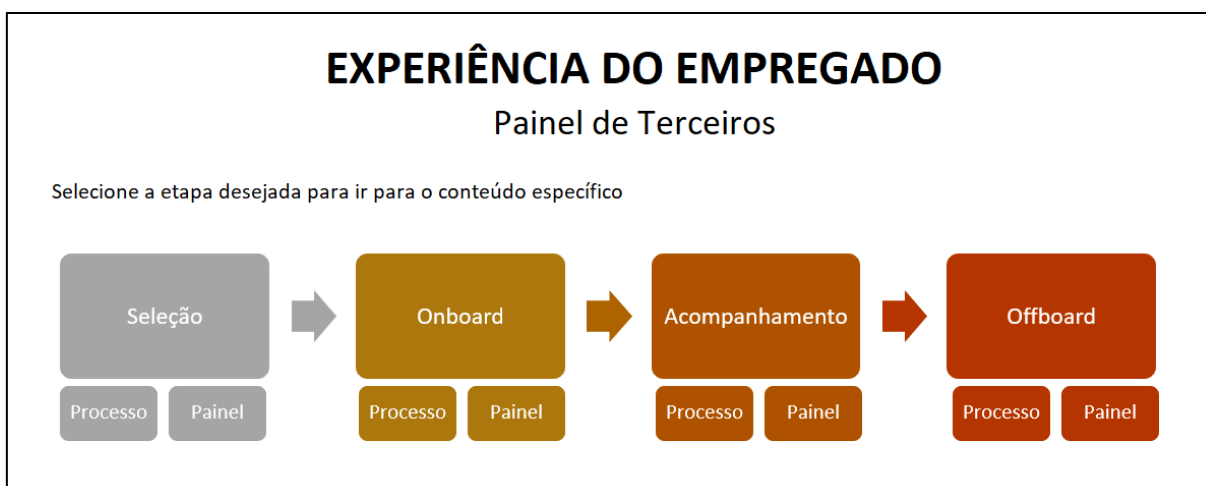 EXPERIÊNCIA DO EMPREGADO
Painel de Terceiros
Selecione a etapa desejada para ir para o conteúdo específico
Seleção
Onboard
Acompanhamento
Offboard
Processo Painel
Processo Painel
Processo Painel
Processo Painel